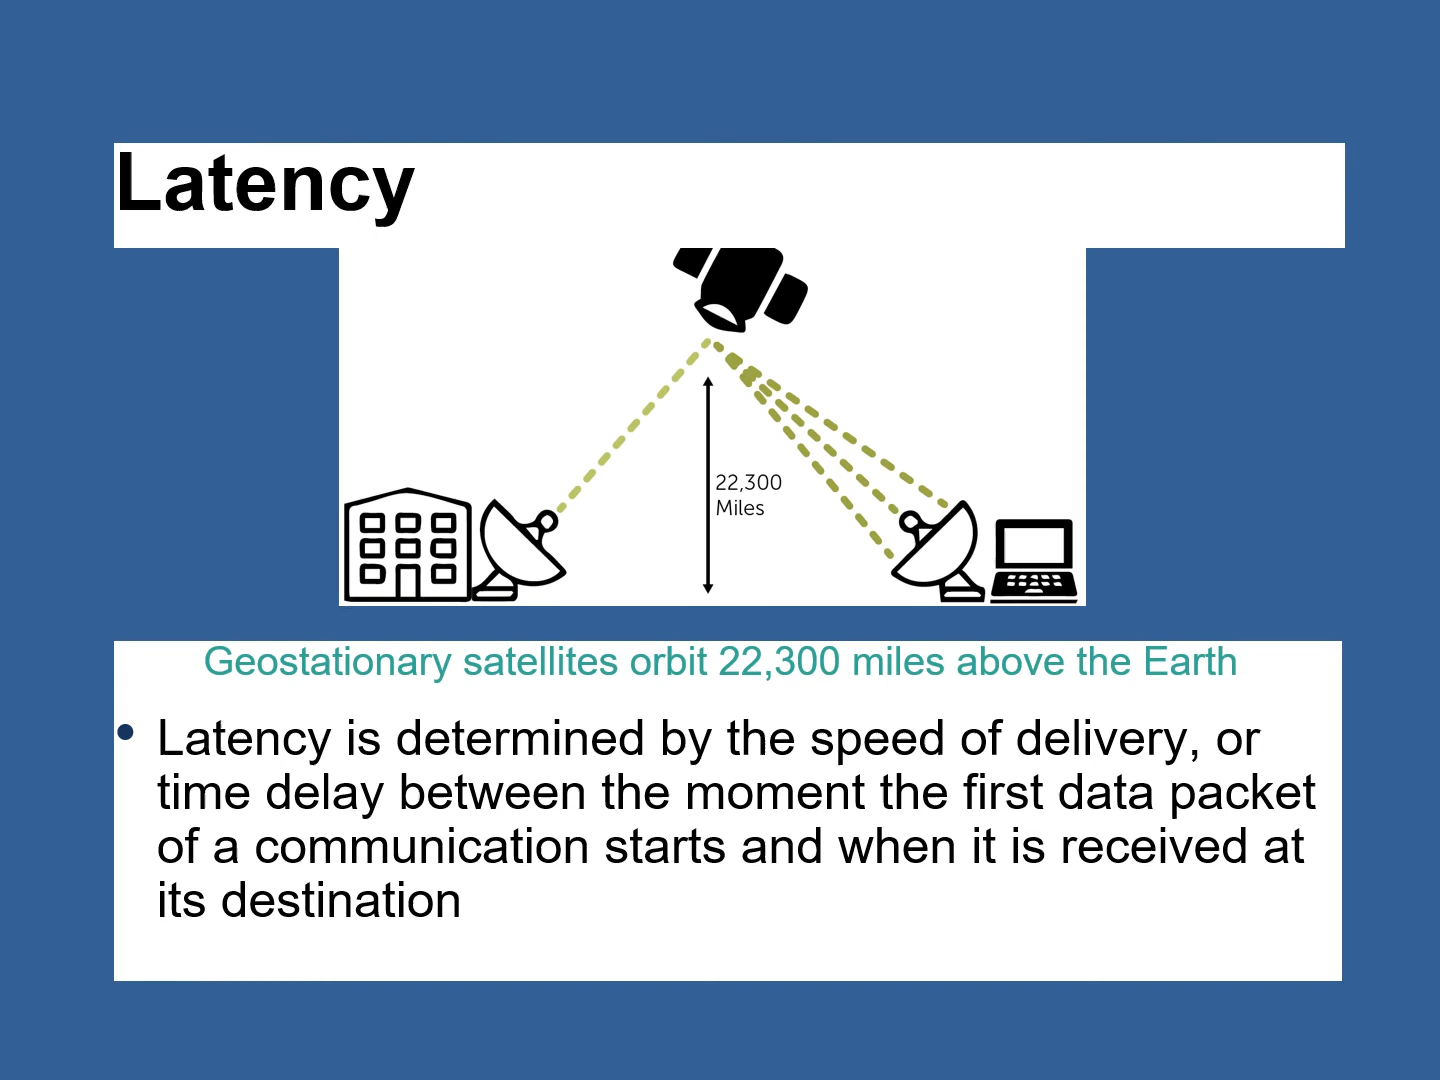 Latency
22,300
Miles
Geostationary satellites orbit 22,300 miles above the Earth
• Latency is determined by the speed of delivery, or
time delay between the moment the first data packet
of a communication starts and when it is received at
its destination